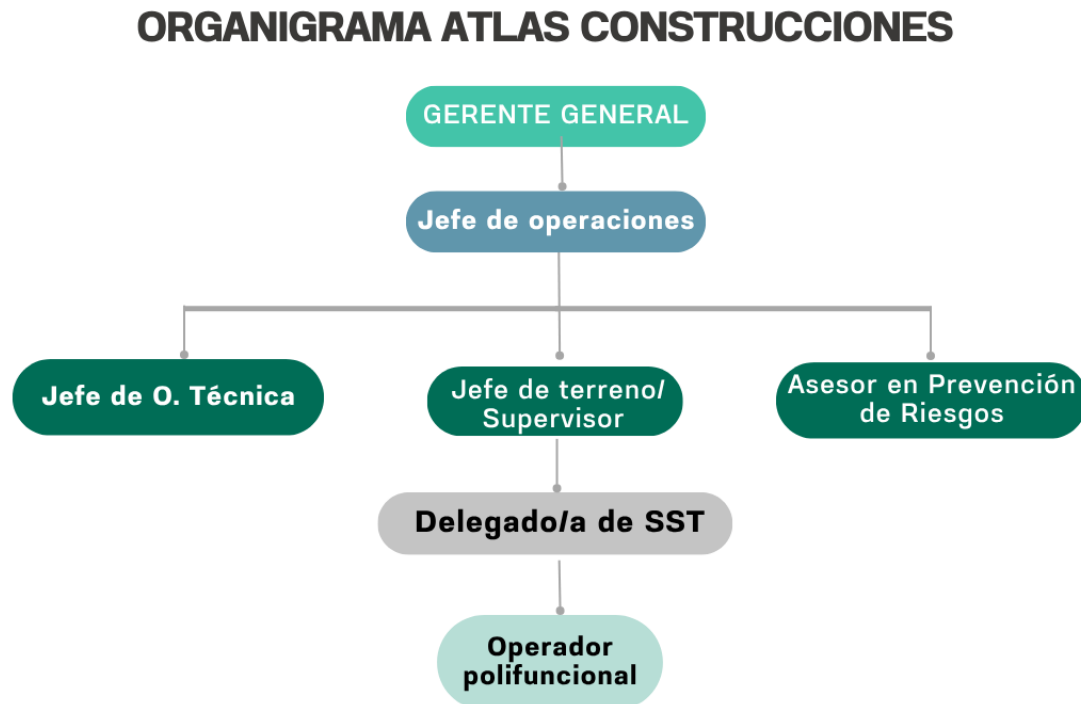 ORGANIGRAMA ATLAS CONSTRUCCIONES
GERENTE GENERAL
Jefe de operaciones
Jefe de O. Técnica
Jefe de terreno/
Supervisor
Asesor en Prevención
de Riesgos
Delegado/a de SST
Operador
polifuncional